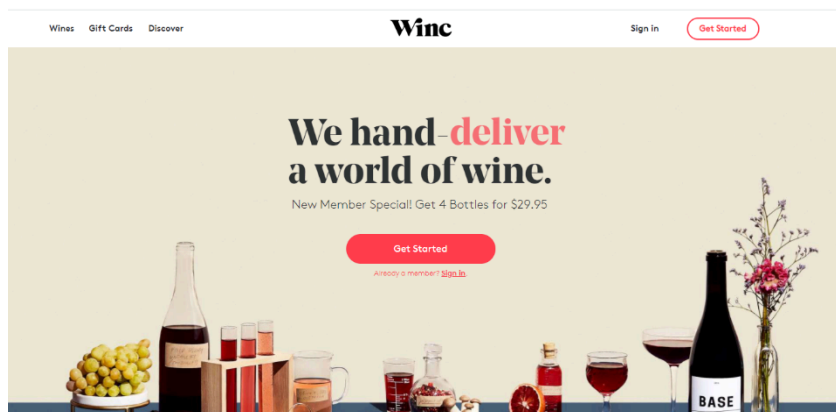 Wines Gift Cards Discover Winc Sign in Get Started
We hand-deliver
a world of wine.
New Member Special! Get 4 Bottles for $29.95
Get Started
Already a member? Sign in.
BASE